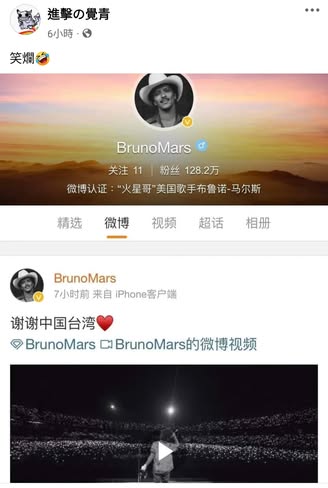 進擊の覺青
6小時 ·
笑爛🤣
BrunoMars
关注 11 | 粉丝 128.2万
微博认证：“火星哥”美国歌手布鲁诺-马尔斯
精选 微博 视频 超话 相册
BrunoMars
7小时前 来自 iPhone客户端
谢谢中国台湾♥️
BrunoMars BrunoMars的微博视频